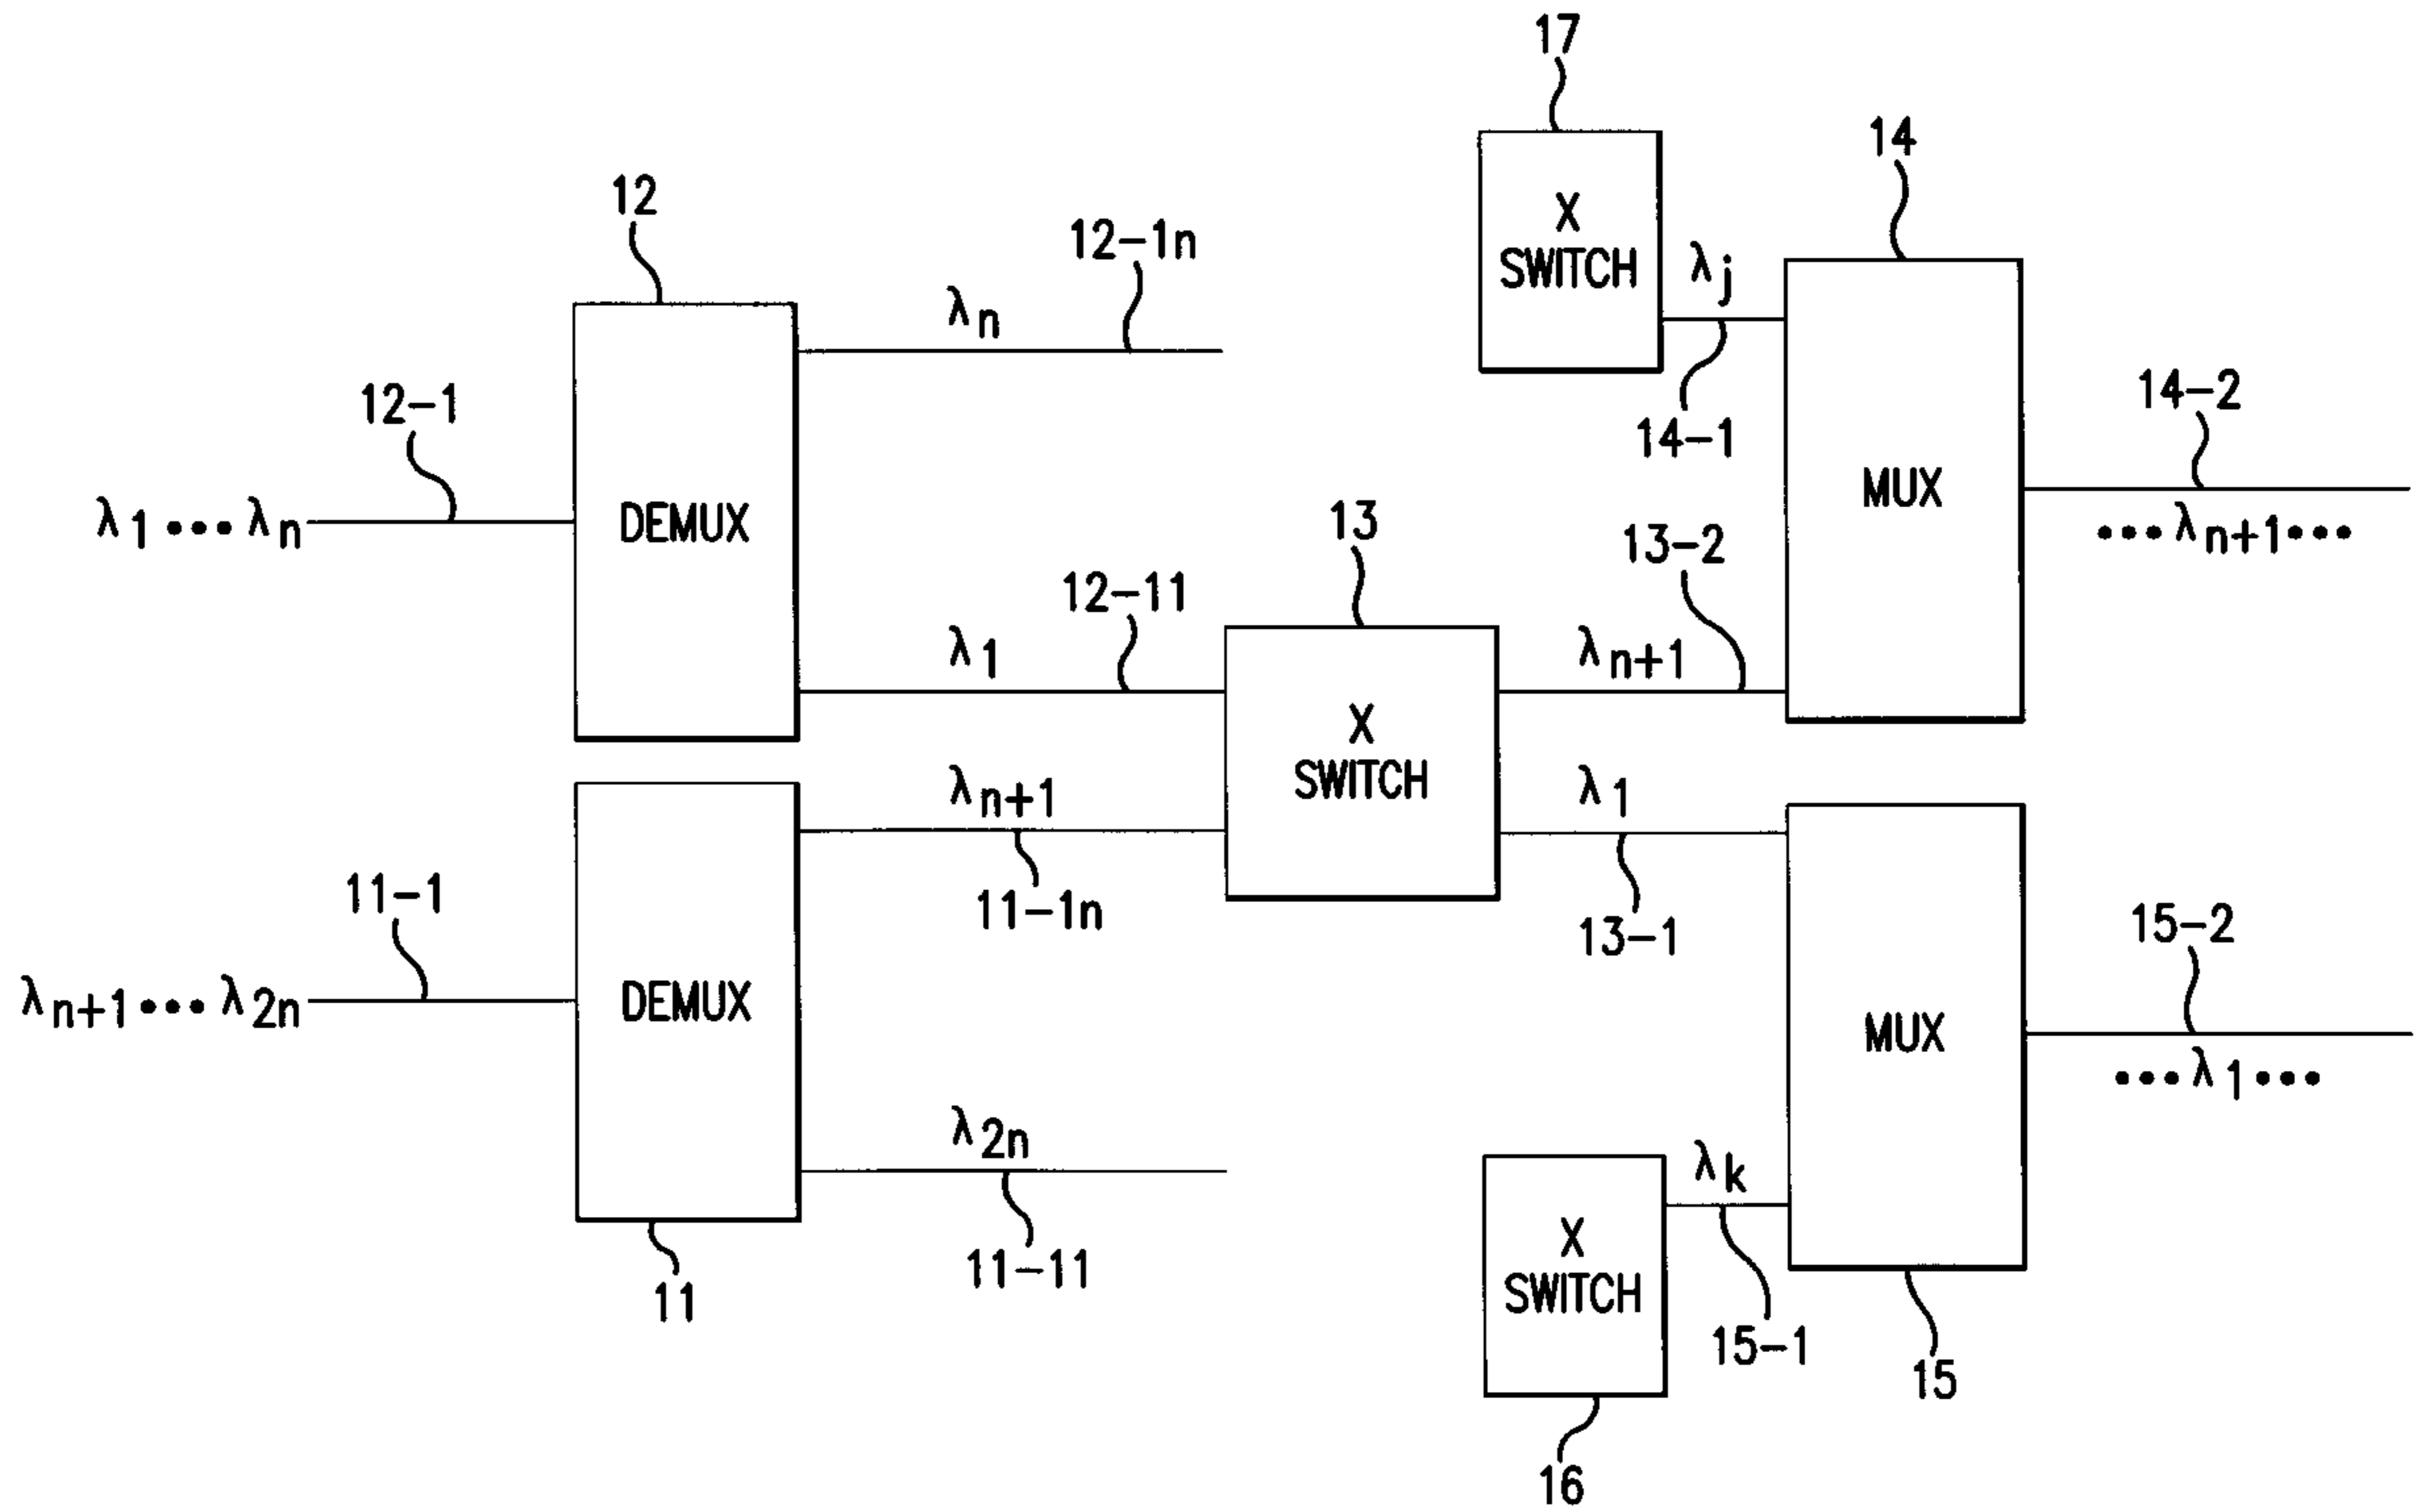 17
X
SWITCH
λj
14-1
14
MUX
14-2
•••λn+1•••
12
DEMUX
12-1
λ1•••λn
λn
12-1n
λ1
12-11
13
X
SWITCH
13-2
λn+1
λ1
13-1
11-1
λn+1•••λ2n
DEMUX
11
λn+1
11-1n
λ2n
11-11
MUX
15
15-2
•••λ1•••
X
SWITCH
16
λk
15-1